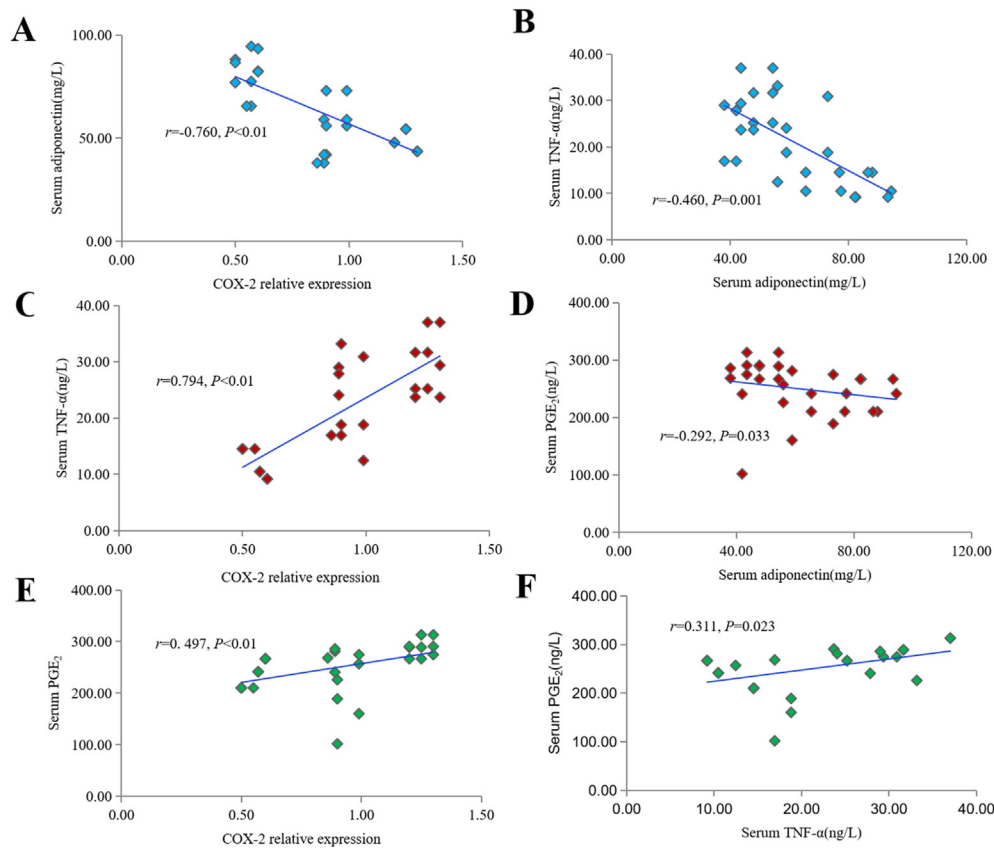 A
100.00
50.00
0.00
0.00
0.50
1.00
1.50
Serum adiponectin(mg/L)
r=-0.760, P<0.01
COX-2 relative expression
B
40.00
30.00
20.00
10.00
0.00
0.00
40.00
80.00
120.00
Serum TNF-α(ng/L)
r=-0.460, P=0.001
Serum adiponectin(mg/L)
C
40.00
30.00
20.00
10.00
0.00
0.00
0.50
1.00
1.50
Serum TNF-α(mg/L)
r=0.794, P<0.01
COX-2 relative expression
D
400.00
300.00
200.00
100.00
0.00
0.00
40.00
80.00
120.00
Serum PGE₂(ng/L)
r=-0.292, P=0.033
Serum adiponectin(mg/L)
E
400.00
300.00
200.00
100.00
0.00
0.00
0.50
1.00
1.50
Serum PGE₂
r=0. 497, P<0.01
COX-2 relative expression
F
400.00
300.00
200.00
100.00
0.00
0.00
10.00
20.00
30.00
40.00
Serum PGE₂(ng/L)
r=0.311, P=0.023
Serum TNF-α(ng/L)